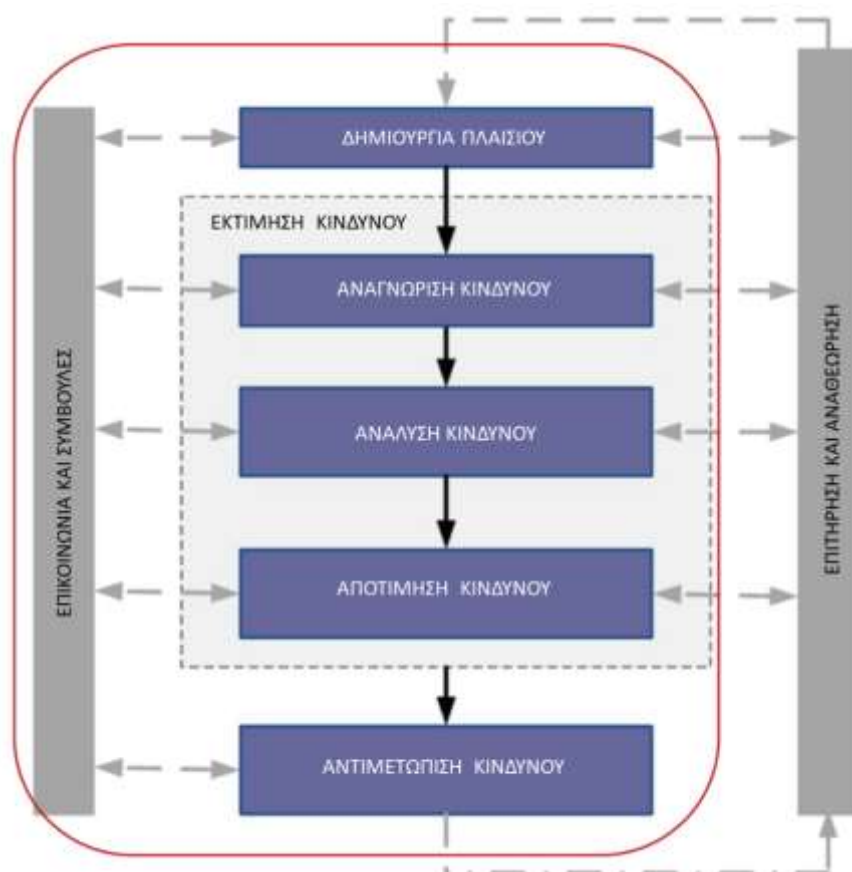 ΔΗΜΙΟΥΡΓΙΑ ΠΛΑΙΣΙΟΥ
ΕΚΤΙΜΗΣΗ ΚΙΝΔΥΝΟΥ
ΑΝΑΓΝΩΡΙΣΗ ΚΙΝΔΥΝΟΥ
ΑΝΑΛΥΣΗ ΚΙΝΔΥΝΟΥ
ΑΠΟΤΙΜΗΣΗ ΚΙΝΔΥΝΟΥ
ΑΝΤΙΜΕΤΩΠΙΣΗ ΚΙΝΔΥΝΟΥ
ΕΠΙΚΟΙΝΩΝΙΑ ΚΑΙ ΣΥΜΒΟΥΛΕΣ
ΕΠΙΤΗΡΗΣΗ ΚΑΙ ΑΝΑΘΕΩΡΗΣΗ